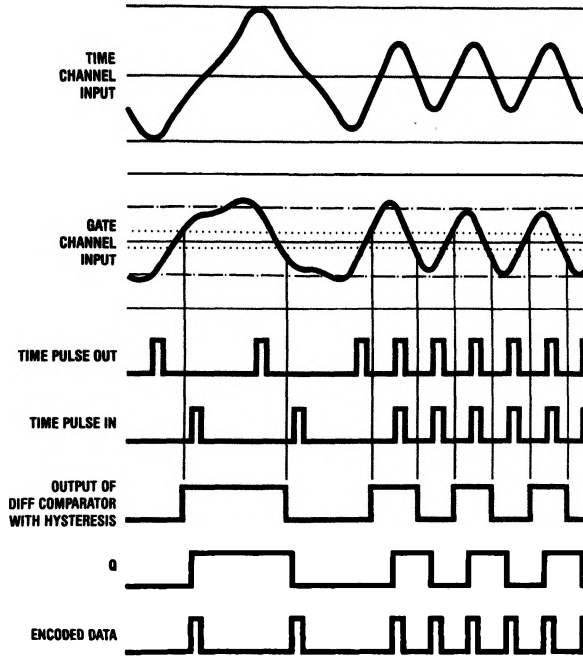 TIME
CHANNEL
INPUT
GATE
CHANNEL
INPUT
TIME PULSE OUT
TIME PULSE IN
OUTPUT OF
DIFF COMPARATOR
WITH HYSTERESIS
Q
ENCODED DATA